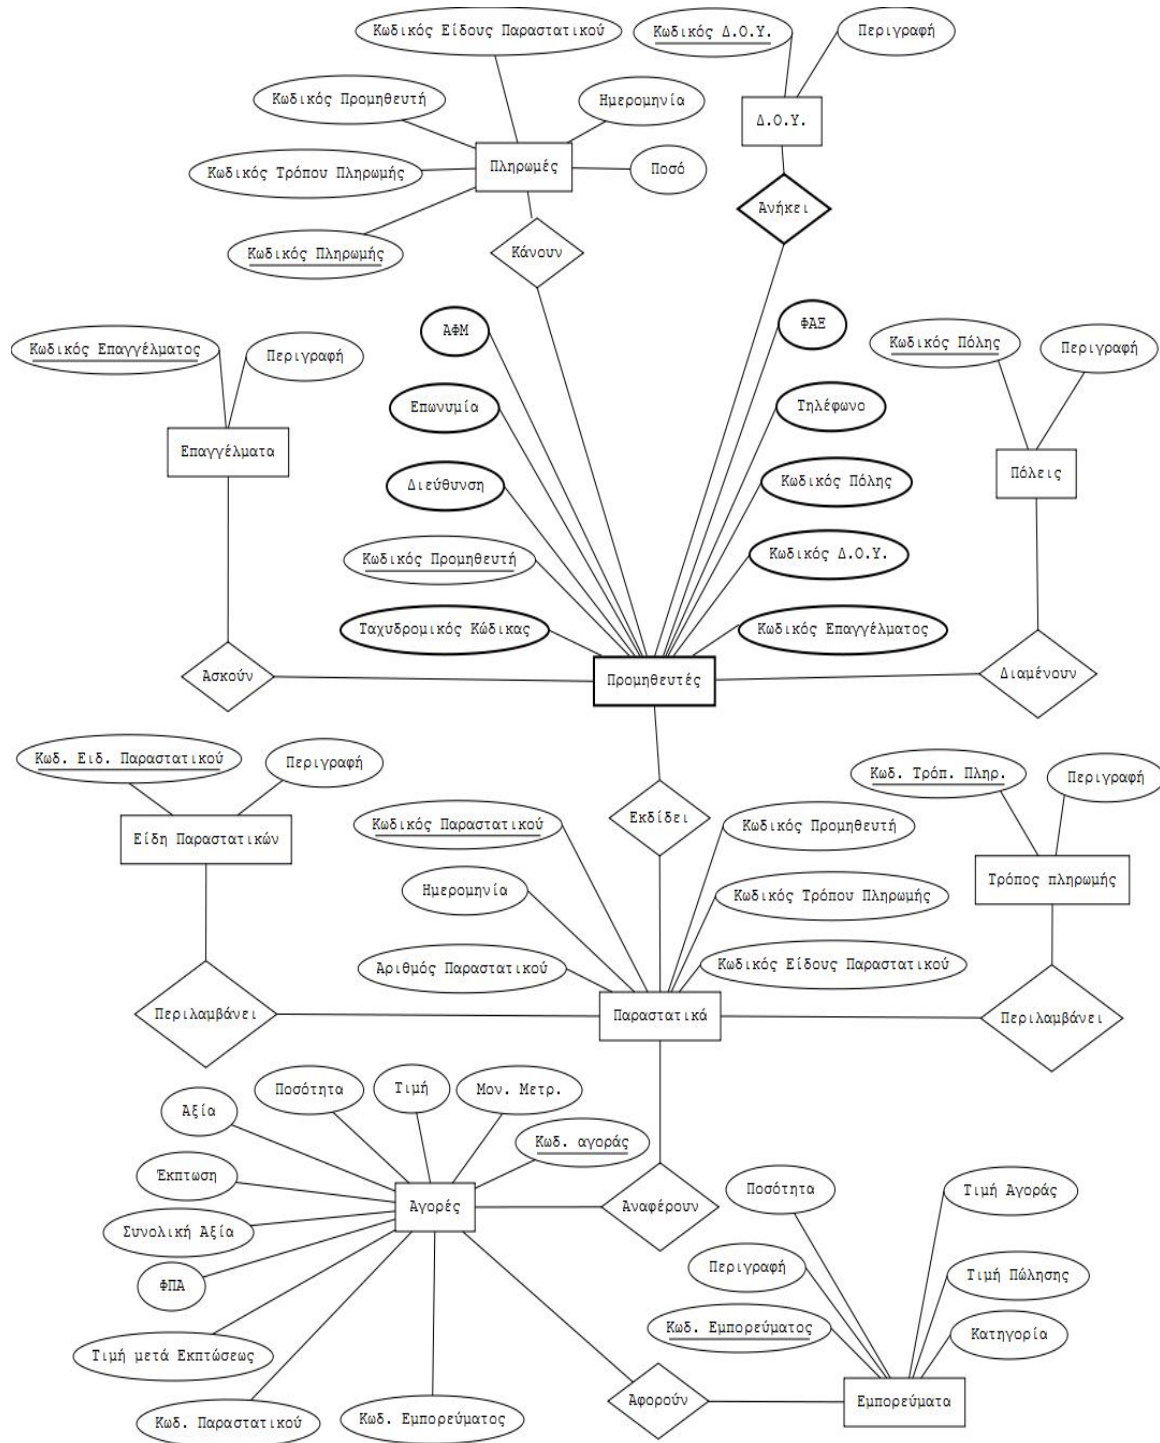 Κωδικός Είδους Παραστατικού
Κωδικός Δ.Ο.Υ.
Περιγραφή
Κωδικός Προμηθευτή
Ημερομηνία
Δ.Ο.Υ.
Πληρωμές
Κωδικός Τρόπου Πληρωμής
Ποσό
Ανήκει
Κωδικός Πληρωμής
Κάνουν
ΑΦΜ
ΦΑΞ
Κωδικός Επαγγέλματος
Περιγραφή
Κωδικός Πόλης
Περιγραφή
Επωνυμία
Τηλέφωνο
Επαγγέλματα
Πόλεις
Διεύθυνση
Κωδικός Πόλης
Κωδικός Προμηθευτή
Κωδικός Δ.Ο.Υ.
Ταχυδρομικός Κώδικας
Κωδικός Επαγγέλματος
Ασκούν
Προμηθευτές
Διαμένουν
Κωδ. Ειδ. Παραστατικού
Περιγραφή
Κωδ. Τρόπ. Πληρ.
Περιγραφή
Εκδίδει
Κωδικός Παραστατικού
Κωδικός Προμηθευτή
Είδη Παραστατικών
Τρόπος πληρωμής
Ημερομηνία
Κωδικός Τρόπου Πληρωμής
Αριθμός Παραστατικού
Κωδικός Είδους Παραστατικού
Περιλαμβάνει
Παραστατικά
Περιλαμβάνει
Ποσότητα
Τιμή
Μον. Μετρ.
Αξία
Κωδ. αγοράς
Έκπτωση
Ποσότητα
Τιμή Αγοράς
Αγορές
Αναφέρουν
Συνολική Αξία
Περιγραφή
Τιμή Πώλησης
ΦΠΑ
Κωδ. Εμπορεύματος
Κατηγορία
Τιμή μετά Εκπτώσεως
Αφορούν
Εμπορεύματα
Κωδ. Παραστατικού
Κωδ. Εμπορεύματος